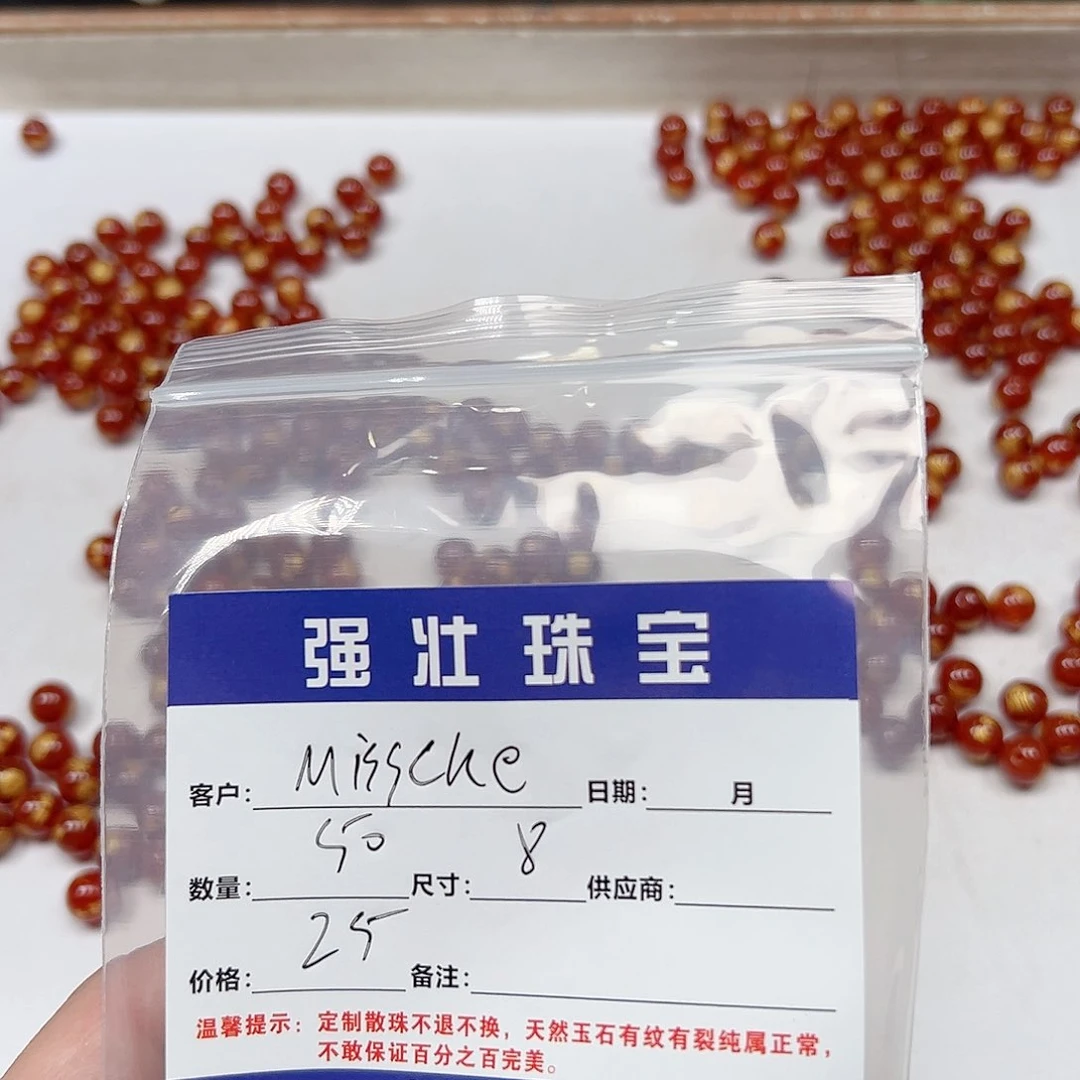 强壮珠宝
客户: Misscke 日期: 月
数量: 50 尺寸: 8 供应商:
价格: 25 备注:
温馨提示: 定制散珠不退不换, 天然玉石有纹有裂纯属正常,
不敢保证百分之百完美。